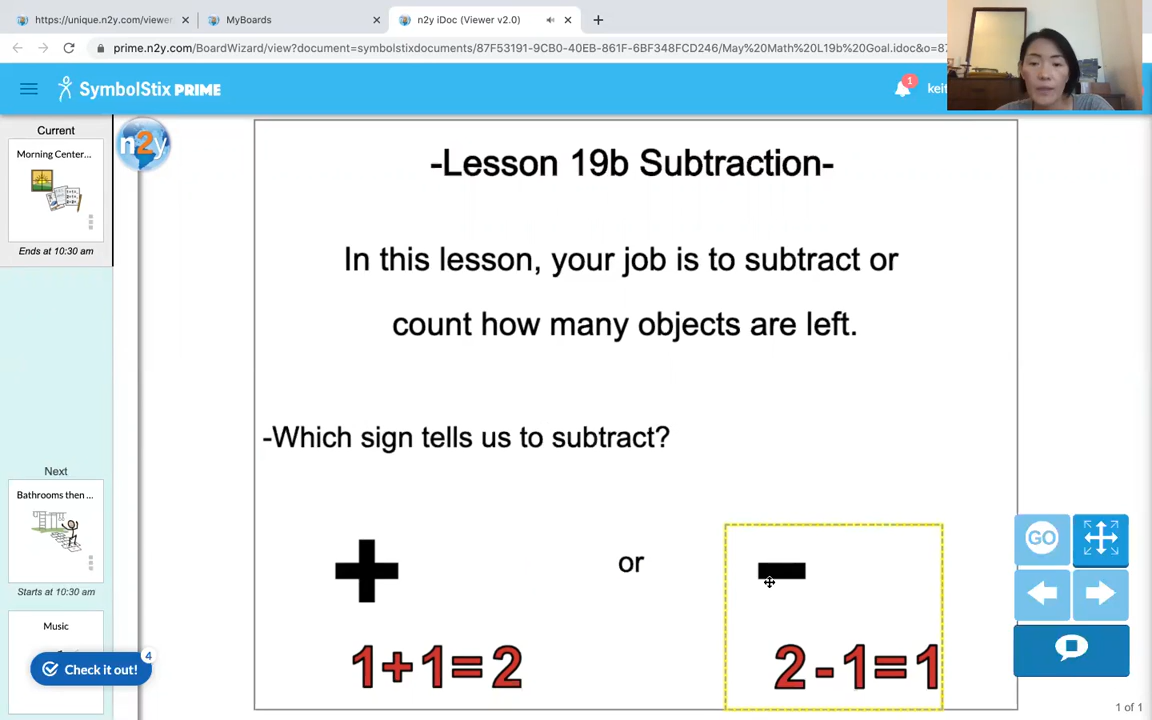 https://unique.n2y.com/viewer
MyBoards
n2y iDoc (Viewer v2.0)
prime.n2y.com/BoardWizard/view?document=symbolstixdocuments/87F53191-9CB0-40EB-861F-6BF348FCD246/May%20Math%20L19b%20Goal.idoc&o=87
SymbolStix PRIME
1
keit
Current
Morning Center...
Ends at 10:30 am
n2y
-Lesson 19b Subtraction-
In this lesson, your job is to subtract or
count how many objects are left.
-Which sign tells us to subtract?
+ or -
1+1=2
2-1=1
Next
Bathrooms then ...
Starts at 10:30 am
Music
Check it out!
4
GO
1 of 1